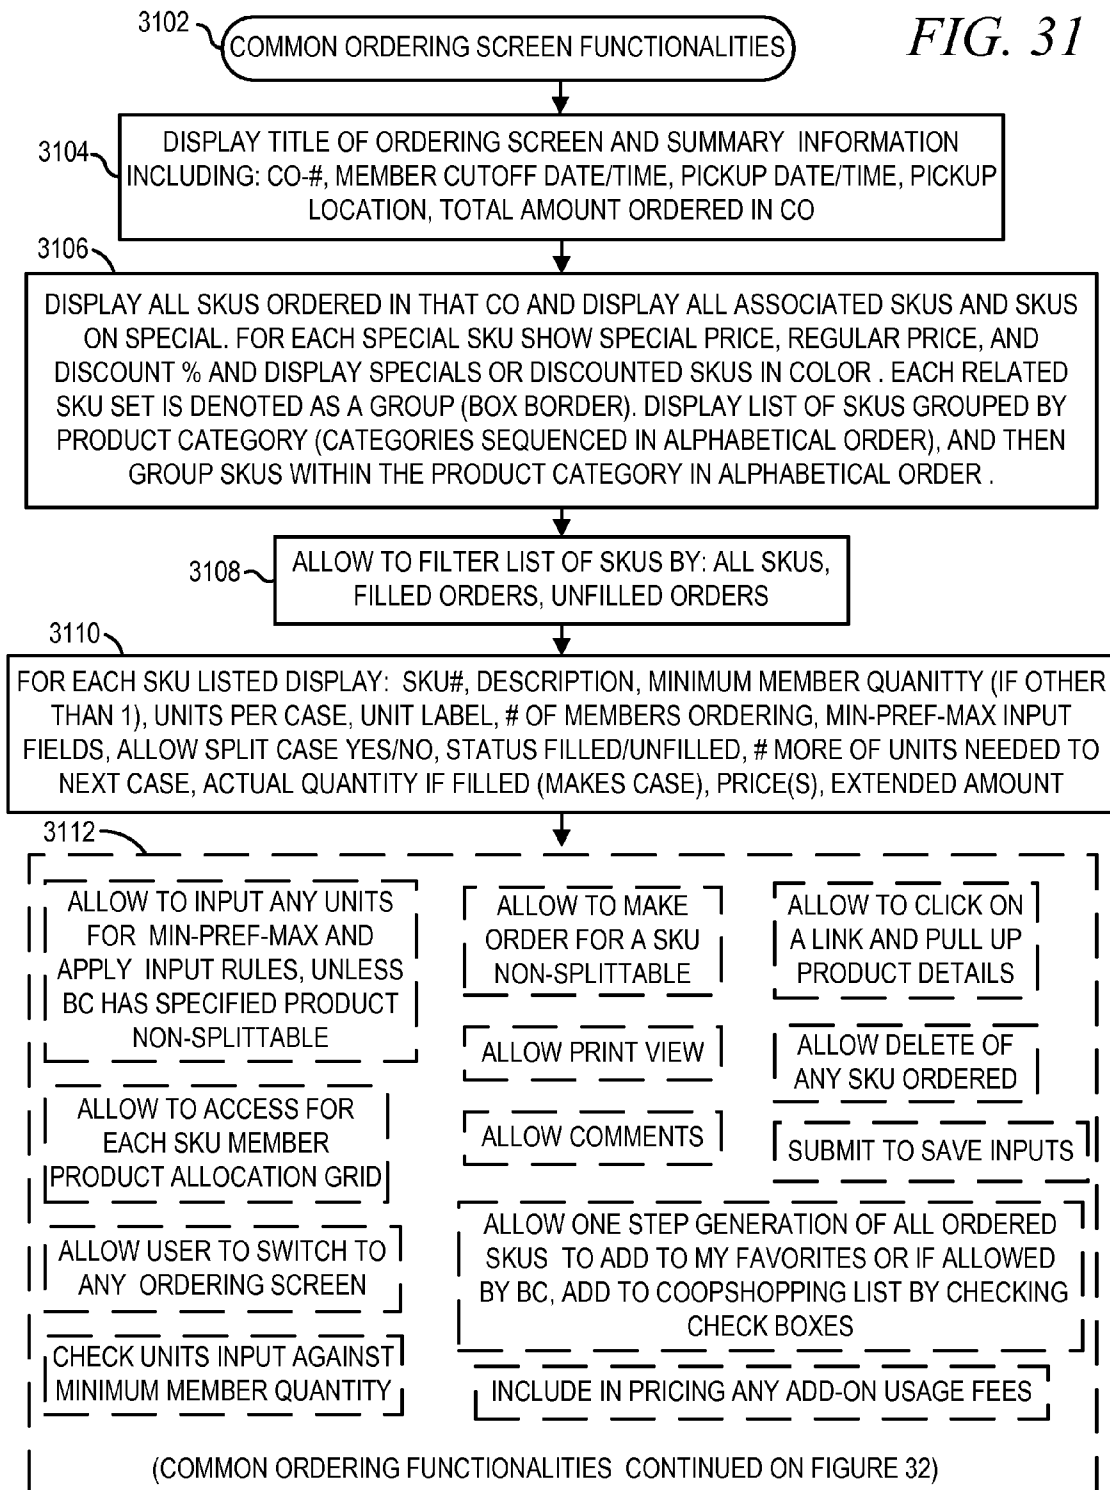 3102
COMMON ORDERING SCREEN FUNCTIONALITIES
FIG. 31
3104
DISPLAY TITLE OF ORDERING SCREEN AND SUMMARY INFORMATION
INCLUDING: CO-#, MEMBER CUTOFF DATE/TIME, PICKUP DATE/TIME, PICKUP
LOCATION, TOTAL AMOUNT ORDERED IN CO
3106
DISPLAY ALL SKUS ORDERED IN THAT CO AND DISPLAY ALL ASSOCIATED SKUS AND SKUS
ON SPECIAL. FOR EACH SPECIAL SKU SHOW SPECIAL PRICE, REGULAR PRICE, AND
DISCOUNT % AND DISPLAY SPECIALS OR DISCOUNTED SKUS IN COLOR . EACH RELATED
SKU SET IS DENOTED AS A GROUP (BOX BORDER). DISPLAY LIST OF SKUS GROUPED BY
PRODUCT CATEGORY (CATEGORIES SEQUENCED IN ALPHABETICAL ORDER), AND THEN
GROUP SKUS WITHIN THE PRODUCT CATEGORY IN ALPHABETICAL ORDER .
3108
ALLOW TO FILTER LIST OF SKUS BY: ALL SKUS,
FILLED ORDERS, UNFILLED ORDERS
3110
FOR EACH SKU LISTED DISPLAY: SKU#, DESCRIPTION, MINIMUM MEMBER QUANITTY (IF OTHER
THAN 1), UNITS PER CASE, UNIT LABEL, # OF MEMBERS ORDERING, MIN-PREF-MAX INPUT
FIELDS, ALLOW SPLIT CASE YES/NO, STATUS FILLED/UNFILLED, # MORE OF UNITS NEEDED TO
NEXT CASE, ACTUAL QUANTITY IF FILLED (MAKES CASE), PRICE(S), EXTENDED AMOUNT
3112
ALLOW TO INPUT ANY UNITS
FOR MIN-PREF-MAX AND
APPLY INPUT RULES, UNLESS
BC HAS SPECIFIED PRODUCT
NON-SPLITTABLE
ALLOW TO ACCESS FOR
EACH SKU MEMBER
PRODUCT ALLOCATION GRID
ALLOW USER TO SWITCH TO
ANY ORDERING SCREEN
CHECK UNITS INPUT AGAINST
MINIMUM MEMBER QUANTITY
ALLOW TO MAKE
ORDER FOR A SKU
NON-SPLITTABLE
ALLOW PRINT VIEW
ALLOW COMMENTS
ALLOW TO CLICK ON
A LINK AND PULL UP
PRODUCT DETAILS
ALLOW DELETE OF
ANY SKU ORDERED
SUBMIT TO SAVE INPUTS
ALLOW ONE STEP GENERATION OF ALL ORDERED
SKUS TO ADD TO MY FAVORITES OR IF ALLOWED
BY BC, ADD TO COOPSHOPPING LIST BY CHECKING
CHECK BOXES
INCLUDE IN PRICING ANY ADD-ON USAGE FEES
(COMMON ORDERING FUNCTIONALITIES CONTINUED ON FIGURE 32)